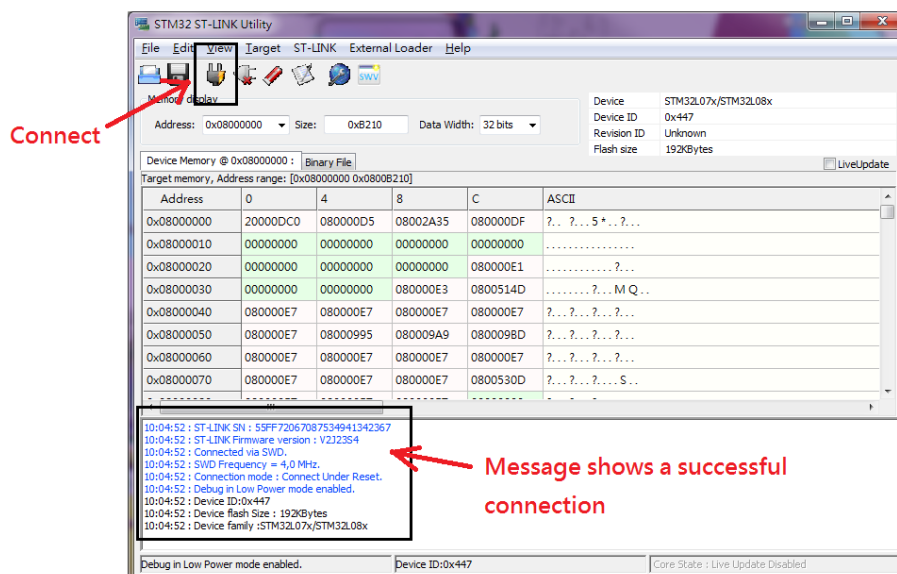 STM32 ST-LINK Utility
File Edit View Target ST-LINK External Loader Help
SWV
Connect
Memory display
Address: 0x08000000 Size: 0xB210 Data Width: 32 bits
Device STM32L07x/STM32L08x
Device ID 0x447
Revision ID Unknown
Flash size 192KBytes
Device Memory @ 0x08000000 : Binary File
LiveUpdate
Target memory, Address range: [0x08000000 0x0800B210]
Address 0 4 8 C ASCII
0x08000000 20000DC0 080000D5 08002A35 080000DF ?. . ?. . . 5 * . . ?. . .
0x08000010 00000000 00000000 00000000 00000000 . . . . . . . . . . . . . . . .
0x08000020 00000000 00000000 00000000 080000E1 . . . . . . . . . . . . ?. . .
0x08000030 00000000 00000000 080000E3 0800514D . . . . . . . . ?. . . M Q . .
0x08000040 080000E7 080000E7 080000E7 080000E7 ?. . . ?. . . ?. . . ?. . .
0x08000050 080000E7 08000995 080009A9 080009BD ?. . . ?. . . ?. . . ?. . .
0x08000060 080000E7 080000E7 080000E7 080000E7 ?. . . ?. . . ?. . . ?. . .
0x08000070 080000E7 080000E7 080000E7 0800530D ?. . . ?. . . ?. . . . S . .
10:04:52 : ST-LINK SN : 55FF72067087534941342367
10:04:52 : ST-LINK Firmware version : V2J23S4
10:04:52 : Connected via SWD.
10:04:52 : SWD Frequency = 4,0 MHz.
10:04:52 : Connection mode : Connect Under Reset.
10:04:52 : Debug in Low Power mode enabled.
10:04:52 : Device ID:0x447
10:04:52 : Device flash Size : 192KBytes
10:04:52 : Device family :STM32L07x/STM32L08x
Message shows a successful
connection
Debug in Low Power mode enabled. Device ID:0x447 Core State : Live Update Disabled